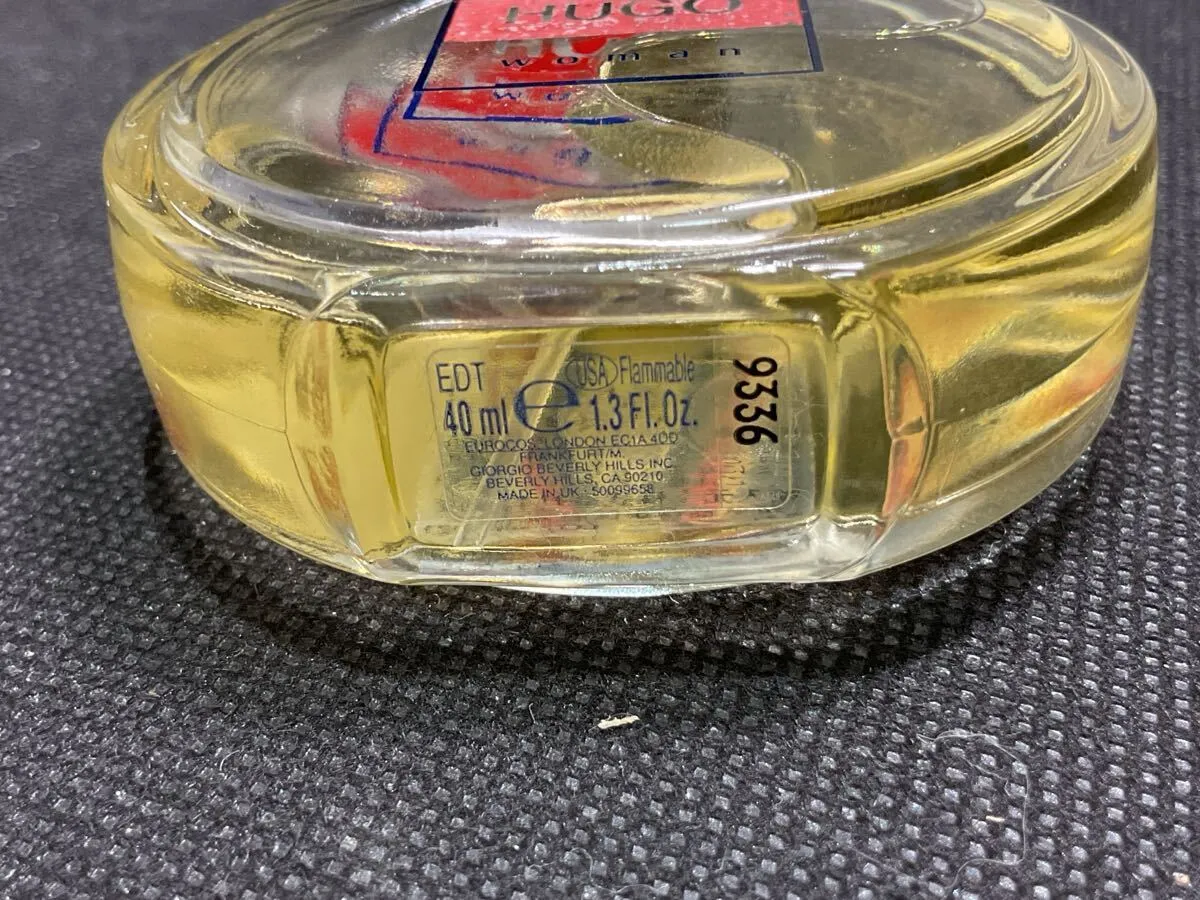 HUGO
woman
EDT
USA Flammable
40 ml e 1.3 Fl.Oz.
EUROCOS·LONDON EC1A 4DD
FRANKFURT/M.
GIORGIO BEVERLY HILLS INC.
BEVERLY HILLS, CA 90210
MADE IN UK · 50099658
9336